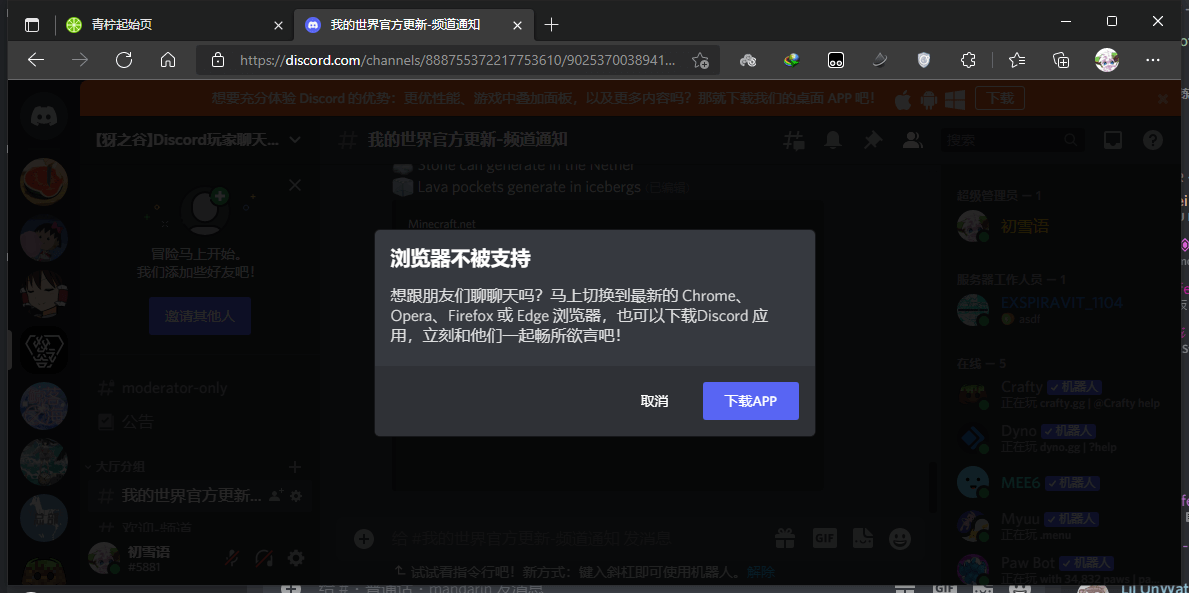 青柠起始页
我的世界官方更新-频道通知
https://discord.com/channels/888755372217753610/9025370038941...
想要充分体验 Discord 的优势：更优性能、游戏中叠加面板，以及更多内容吗？那就下载我们的桌面 APP 吧！
下载
【犽之谷】Discord玩家聊天...
我的世界官方更新-频道通知
搜索
Stone can generate in the Nether
Lava pockets generate in icebergs (已编辑)
Minecraft.net
冒险马上开始。
我们添加些好友吧！
邀请其他人
moderator-only
公告
大厅分组
我的世界官方更新...
欢迎-频道
初雪语
#5881
浏览器不被支持
想跟朋友们聊聊天吗？马上切换到最新的 Chrome、
Opera、Firefox 或 Edge 浏览器，也可以下载Discord 应
用，立刻和他们一起畅所欲言吧！
取消
下载APP
给 #我的世界官方更新-频道通知 发消息
GIF
试试看指令行吧！新方式：键入斜杠即可使用机器人。 解除
超级管理员 — 1
初雪语
服务器工作人员 — 1
EXSPIRAVIT_1104
asdf
在线 — 5
Crafty 机器人
正在玩 crafty.gg | @Crafty help
Dyno 机器人
正在玩 dyno.gg | ?help
MEE6 机器人
Myuu 机器人
正在玩 .menu
Paw Bot 机器人
正在玩 with 34,832 paws | pa...